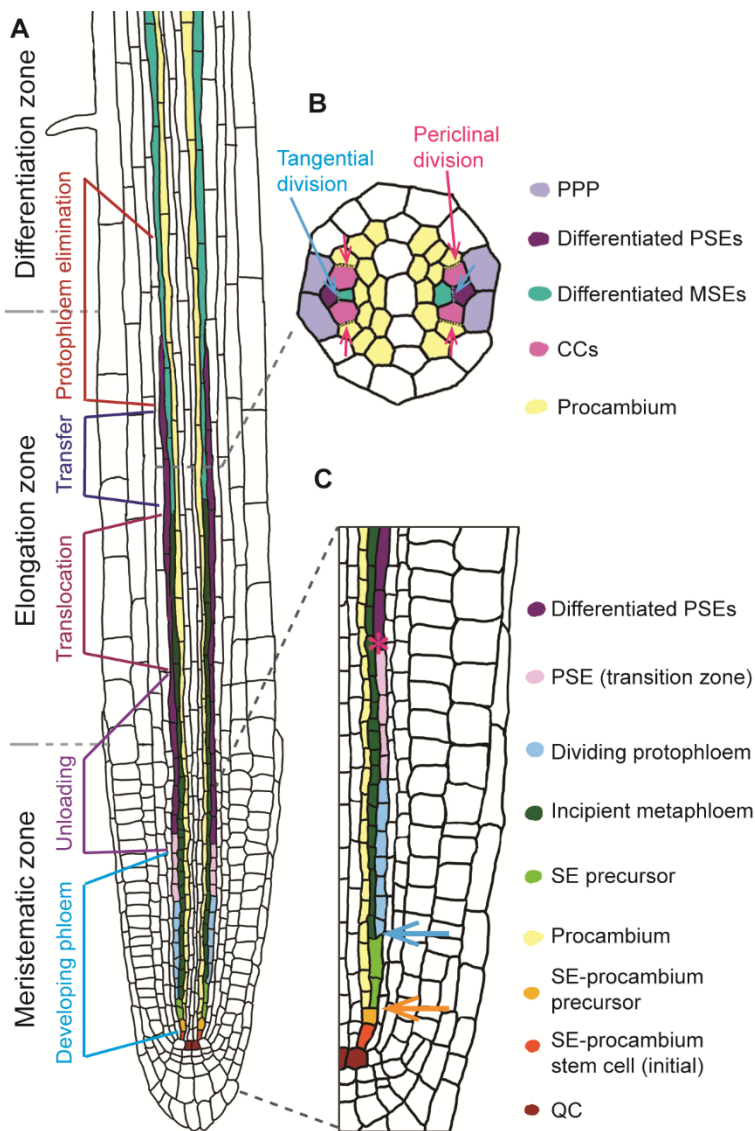 A
Differentiation zone
Elongation zone
Meristematic zone
Protophloem elimination
Transfer
Translocation
Unloading
Developing phloem
B
Tangential
division
Periclinal
division
PPP
Differentiated PSEs
Differentiated MSEs
CCs
Procambium
C
*
Differentiated PSEs
PSE (transition zone)
Dividing protophloem
Incipient metaphloem
SE precursor
Procambium
SE-procambium
precursor
SE-procambium
stem cell (initial)
QC